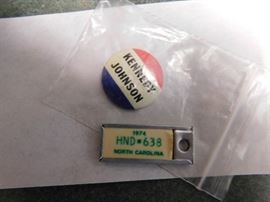 KENNEDY
JOHNSON
1974
HND*638
NORTH CAROLINA